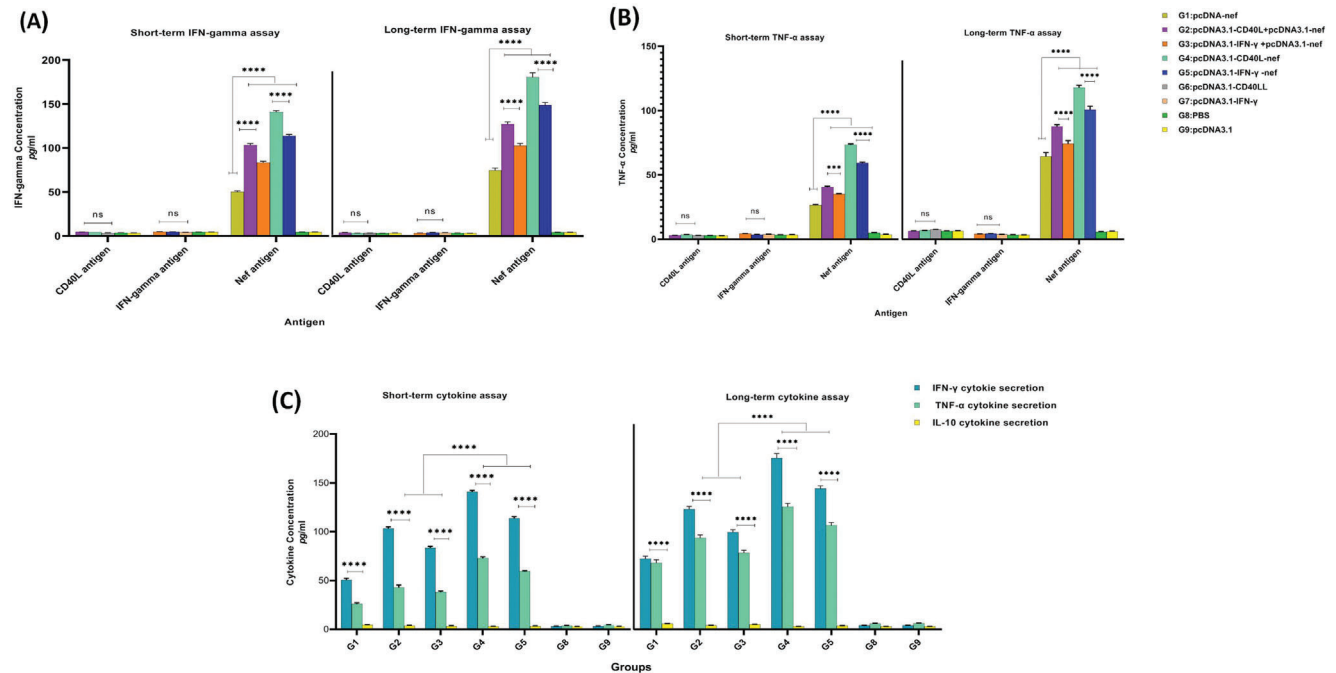 (A)
Short-term IFN-gamma assay
Long-term IFN-gamma assay
IFN-gamma Concentration
pg/ml
200
150
100
50
0
ns
ns
****
****
****
ns
ns
****
****
****
CD40L antigen
IFN-gamma antigen
Nef antigen
CD40L antigen
IFN-gamma antigen
Nef antigen
Antigen
(B)
Short-term TNF-α assay
Long-term TNF-α assay
TNF-α Concentration
pg/ml
150
100
50
0
ns
ns
****
***
****
ns
ns
****
****
****
CD40L antigen
IFN-gamma antigen
Nef antigen
CD40L antigen
IFN-gamma antigen
Nef antigen
Antigen
G1:pcDNA-nef
G2:pcDNA3.1-CD40L+pcDNA3.1-nef
G3:pcDNA3.1-IFN-γ +pcDNA3.1-nef
G4:pcDNA3.1-CD40L-nef
G5:pcDNA3.1-IFN-γ -nef
G6:pcDNA3.1-CD40LL
G7:pcDNA3.1-IFN-γ
G8:PBS
G9:pcDNA3.1
(C)
Short-term cytokine assay
Long-term cytokine assay
Cytokine Concentration
pg/ml
200
150
100
50
0
****
****
****
****
****
****
****
****
****
****
****
****
G1
G2
G3
G4
G5
G8
G9
G1
G2
G3
G4
G5
G8
G9
Groups
IFN-γ cytokie secretion
TNF-α cytokine secretion
IL-10 cytokine secretion